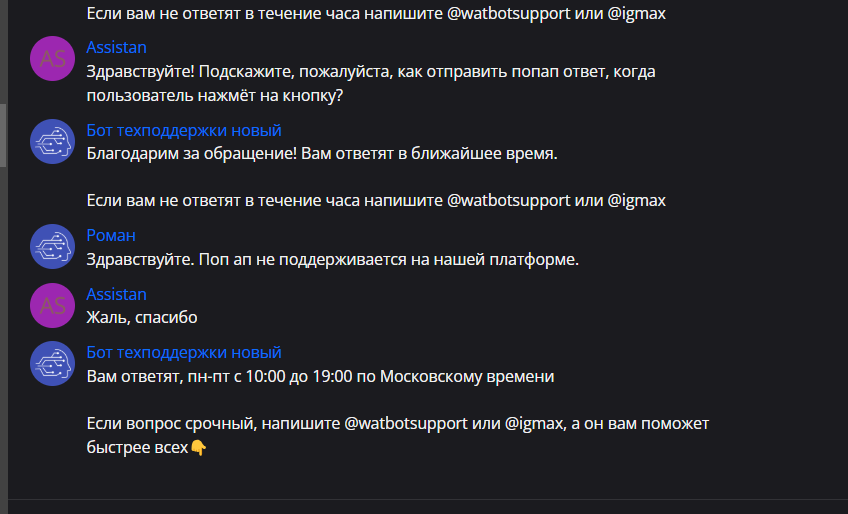 Если вам не ответят в течение часа напишите @watbotsupport или @igmax
AS
Assistan
Здравствуйте! Подскажите, пожалуйста, как отправить попап ответ, когда
пользователь нажмёт на кнопку?
Бот техподдержки новый
Благодарим за обращение! Вам ответят в ближайшее время.
Если вам не ответят в течение часа напишите @watbotsupport или @igmax
Роман
Здравствуйте. Поп ап не поддерживается на нашей платформе.
AS
Assistan
Жаль, спасибо
Бот техподдержки новый
Вам ответят, пн-пт с 10:00 до 19:00 по Московскому времени
Если вопрос срочный, напишите @watbotsupport или @igmax, а он вам поможет
быстрее всех👇